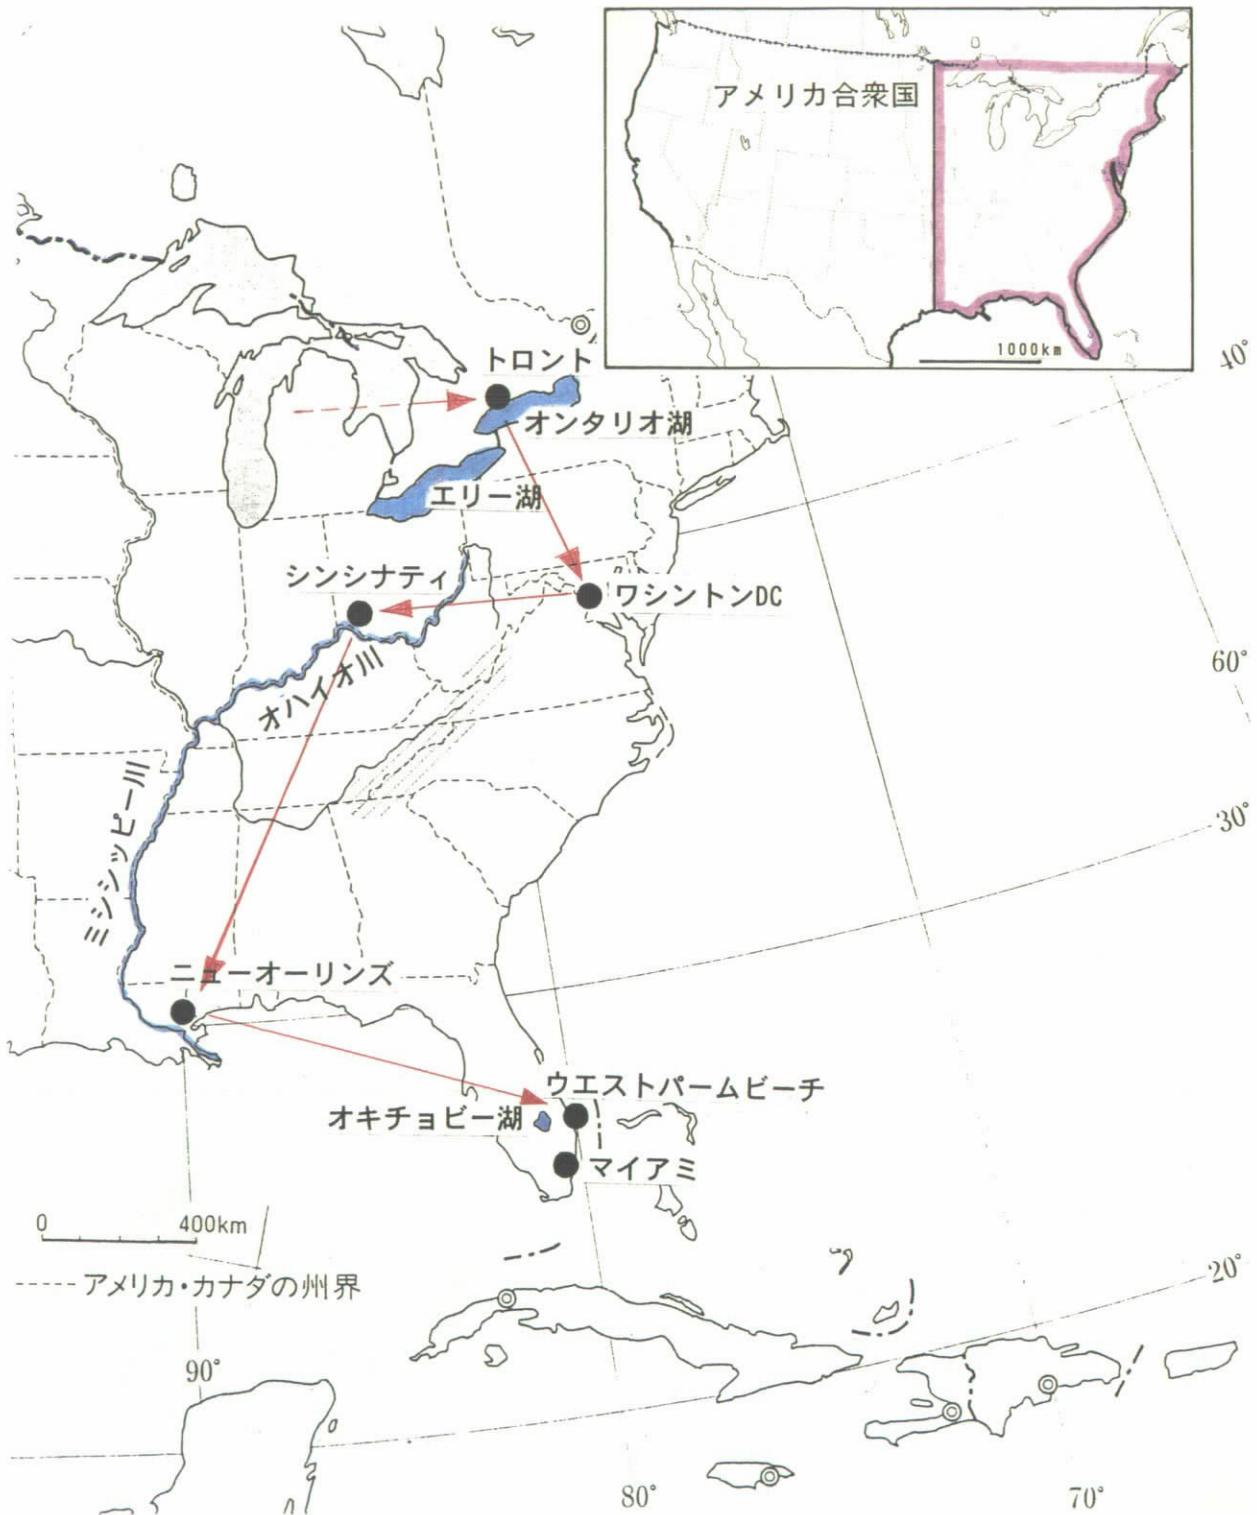 アメリカ合衆国
1000km
40°
トロント
オンタリオ湖
エリー湖
シンシナティ
ワシントンDC
60°
オハイオ川
ミシシッピー川
30°
ニューオーリンズ
ウエストパームビーチ
オキチョビー湖
マイアミ
0 400km
アメリカ・カナダの州界
20°
90°
80°
70°